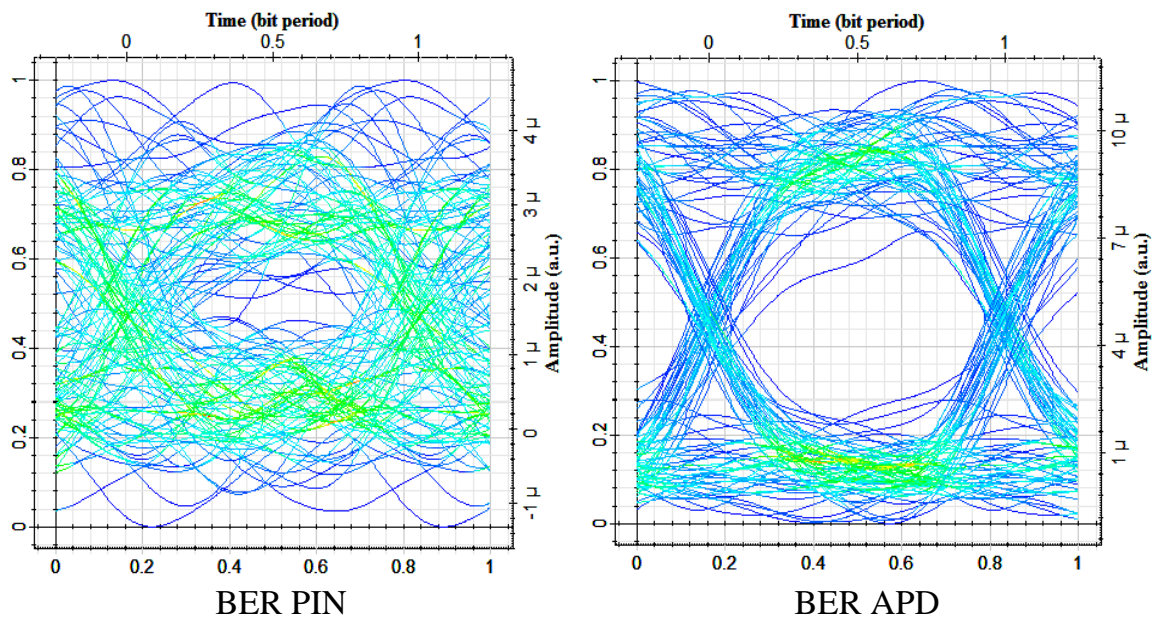 Time (bit period)
0 0.5 1
1
0.8
0.6
0.4
0.2
0
4 μ
3 μ
2 μ
1 μ
0
-1 μ
Amplitude (a.u.)
0 0.2 0.4 0.6 0.8 1
BER PIN
Time (bit period)
0 0.5 1
1
0.8
0.6
0.4
0.2
0
10 μ
7 μ
4 μ
1 μ
Amplitude (a.u.)
0 0.2 0.4 0.6 0.8 1
BER APD